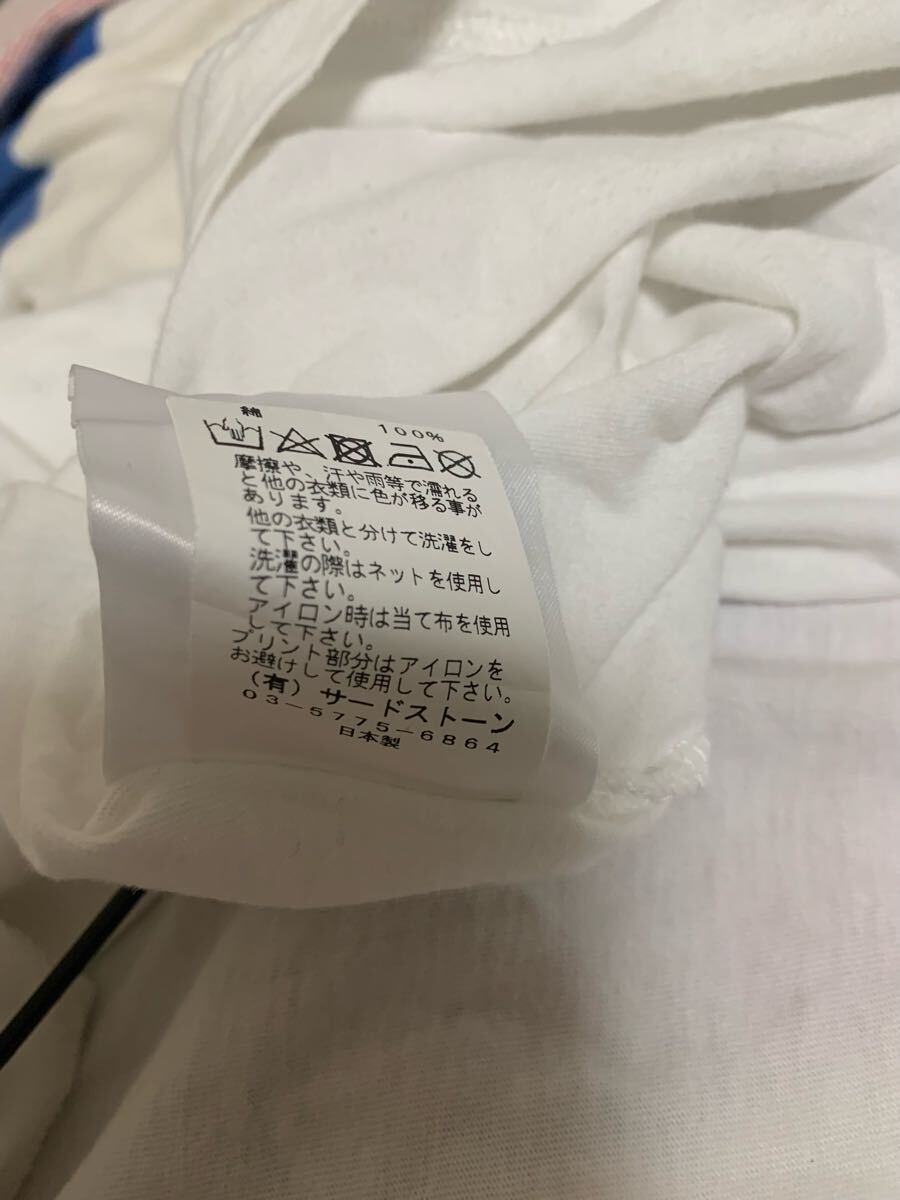 綿
100%
摩擦や、汗や雨等で濡れる
と他の衣類に色が移る事が
あります。
他の衣類と分けて洗濯をし
て下さい。
洗濯の際はネットを使用し
て下さい。
アイロン時は当て布を使用
して下さい。
プリント部分はアイロンを
お避けして使用して下さい。
(有) サードストーン
03-5775-6864
日本製